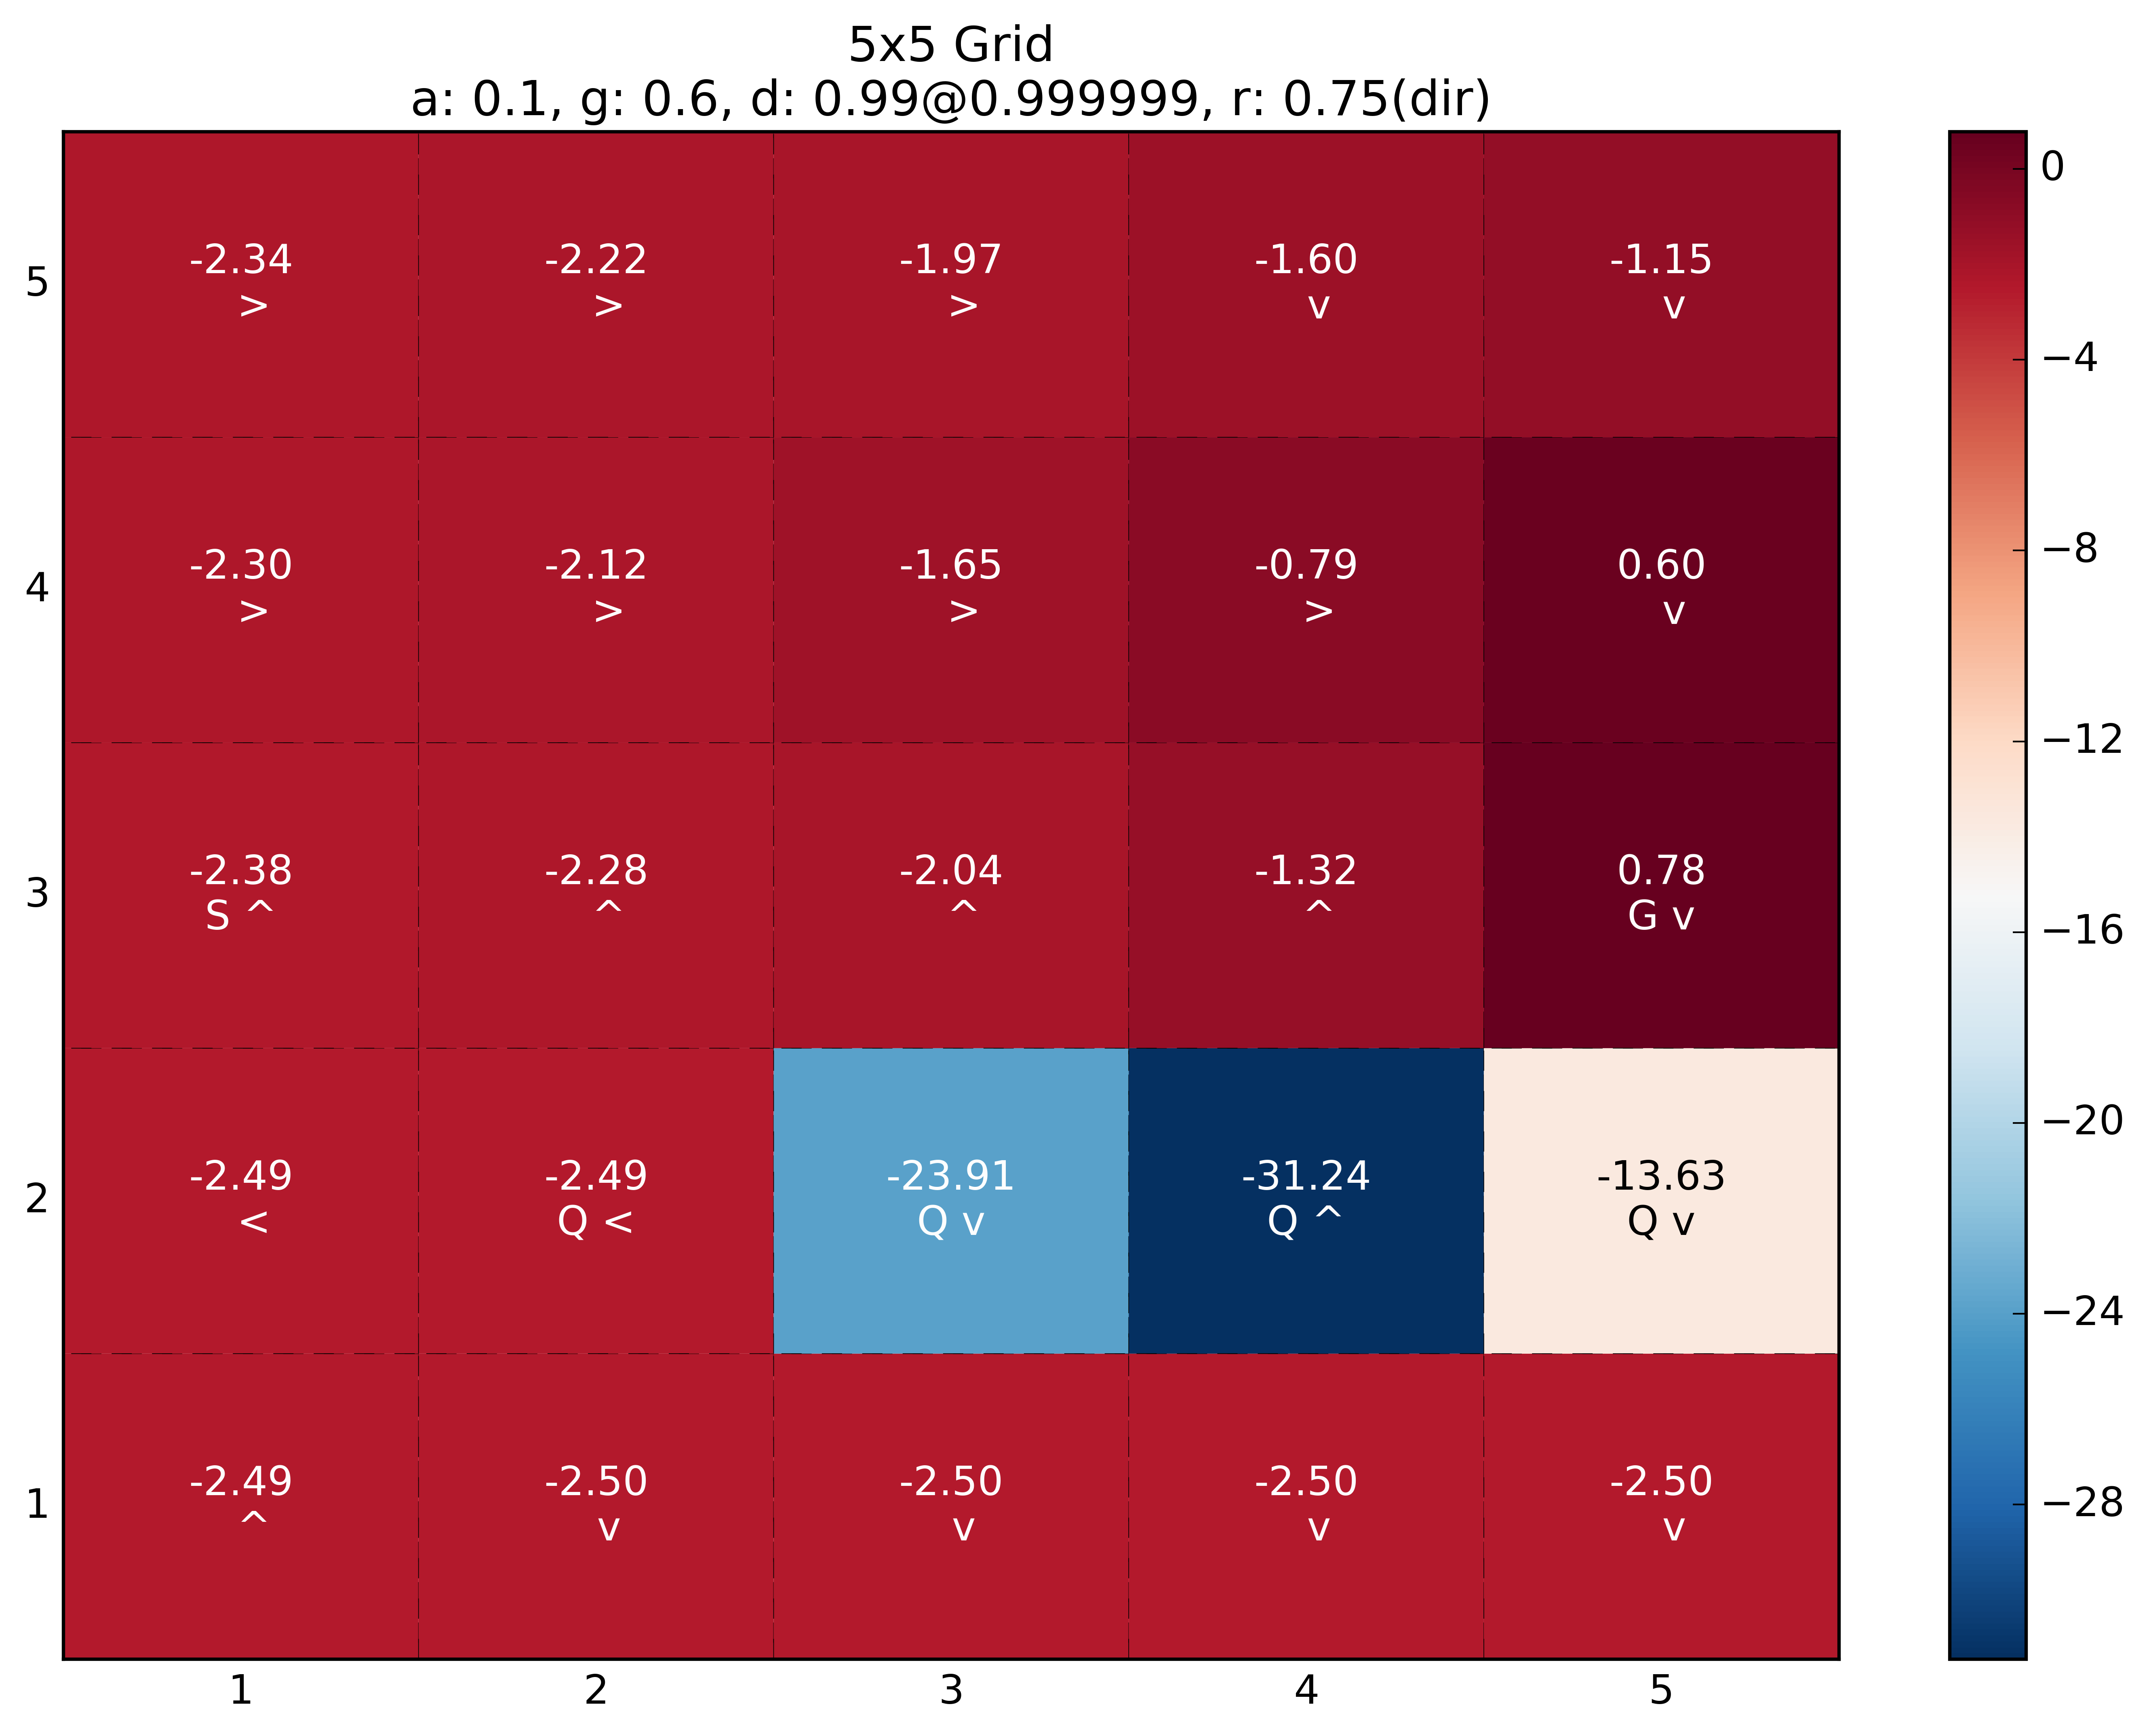 5x5 Grid
a: 0.1, g: 0.6, d: 0.99@0.999999, r: 0.75(dir)
5
-2.34 -2.22 -1.97 -1.60 -1.15
> > > v v
4
-2.30 -2.12 -1.65 -0.79 0.60
> > > > v
3
-2.38 -2.28 -2.04 -1.32 0.78
S ^ ^ ^ ^ G v
2
-2.49 -2.49 -23.91 -31.24 -13.63
< Q < Q v Q ^ Q v
1
-2.49 -2.50 -2.50 -2.50 -2.50
^ v v v v
1 2 3 4 5
0
−4
−8
−12
−16
−20
−24
−28